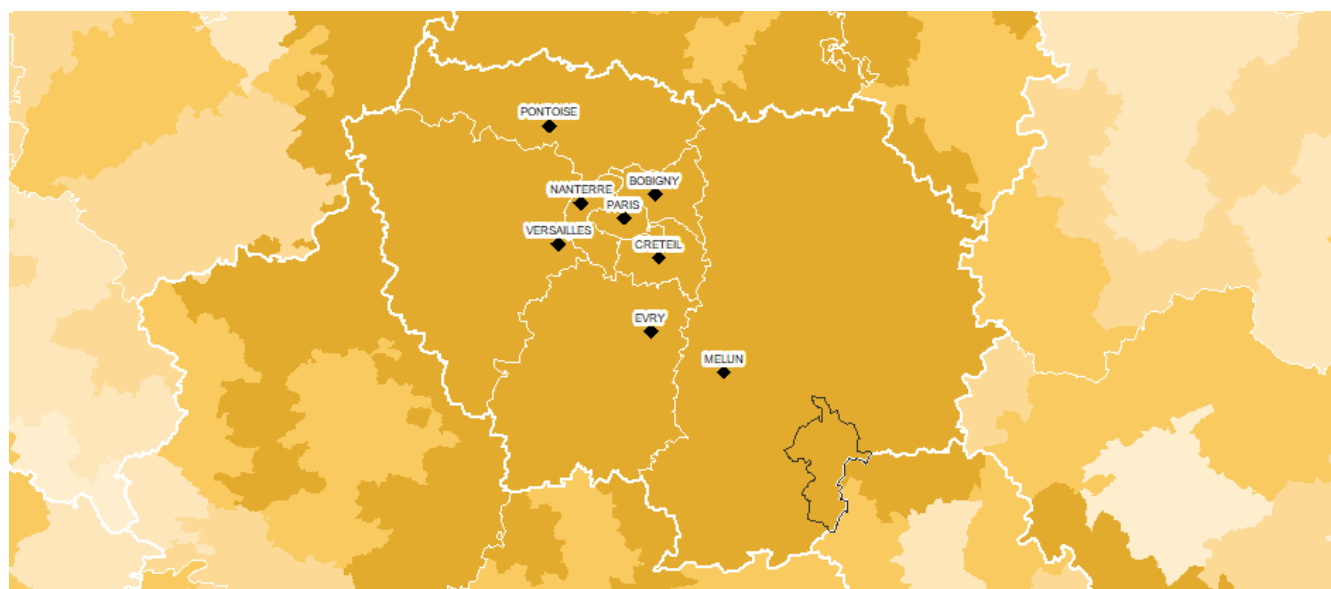 PONTOISE
NANTERRE
BOBIGNY
PARIS
VERSAILLES
CRETEIL
EVRY
MELUN